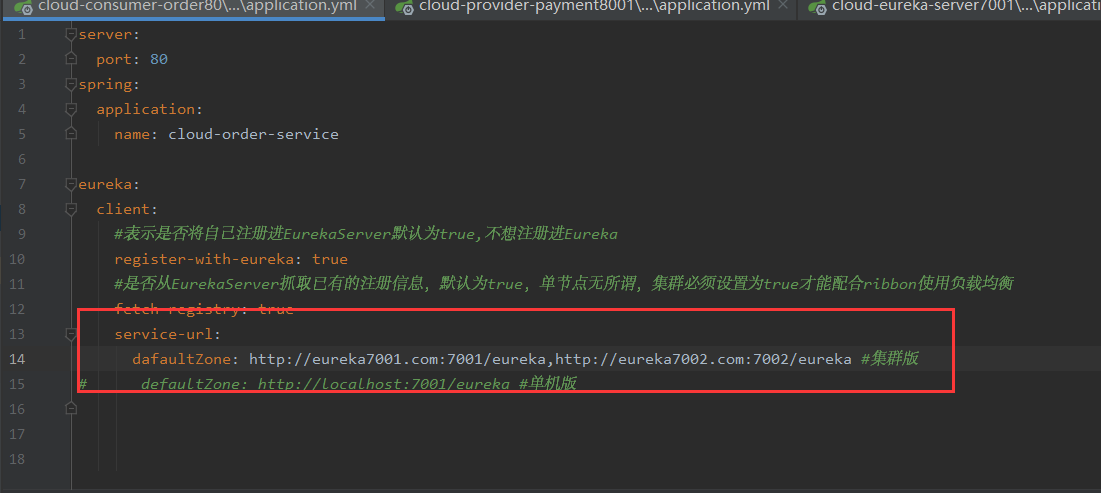 cloud-consumer-order80\...\application.yml × cloud-provider-payment8001\...\application.yml × cloud-eureka-server7001\...\applicatio
1 server:
2 port: 80
3 spring:
4 application:
5 name: cloud-order-service
6
7 eureka:
8 client:
9 #表示是否将自己注册进EurekaServer默认为true,不想注册进Eureka
10 register-with-eureka: true
11 #是否从EurekaServer抓取已有的注册信息，默认为true，单节点无所谓，集群必须设置为true才能配合ribbon使用负载均衡
12 fetch-registry: true
13 service-url:
14 dafaultZone: http://eureka7001.com:7001/eureka,http://eureka7002.com:7002/eureka #集群版
15 # defaultZone: http://localhost:7001/eureka #单机版
16
17
18